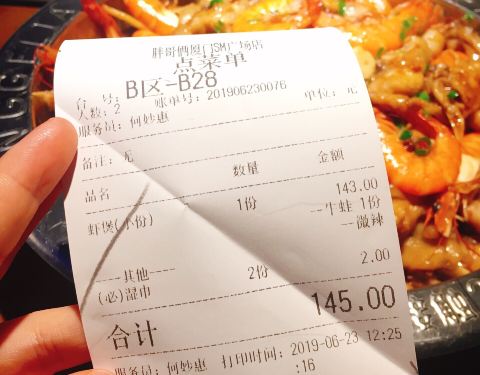 胖哥俩厦门SM广场店
点菜单
台 号: B区-B28
人数: 2 账单号: 201906230076 单位: 元
服务员: 何妙惠
备注: 无
品名 数量 金额
虾煲(小份) 1份 143.00
--牛蛙 1份
--微辣
----其他----
(必)湿巾 2份 2.00
合计 145.00
服务员: 何妙惠 打印时间: 2019-06-23 12:25
:16